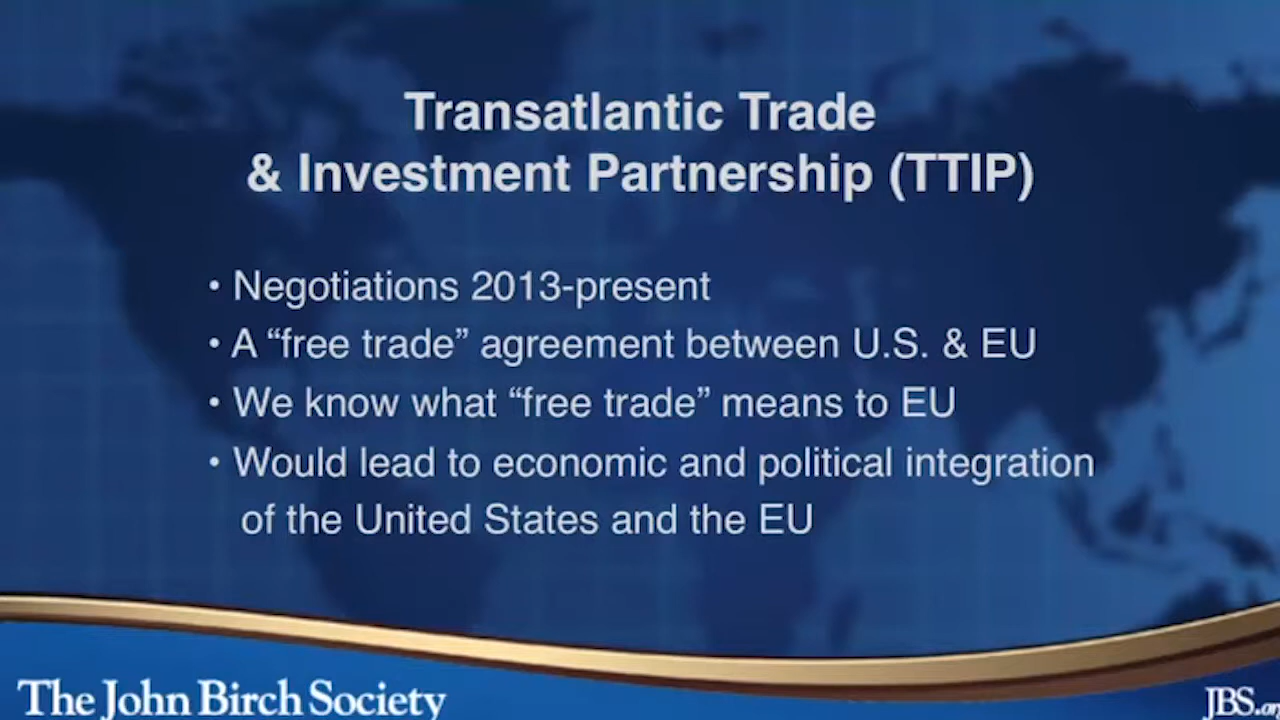 Transatlantic Trade
& Investment Partnership (TTIP)
• Negotiations 2013-present
• A “free trade” agreement between U.S. & EU
• We know what “free trade” means to EU
• Would lead to economic and political integration
of the United States and the EU
The John Birch Society
JBS.or